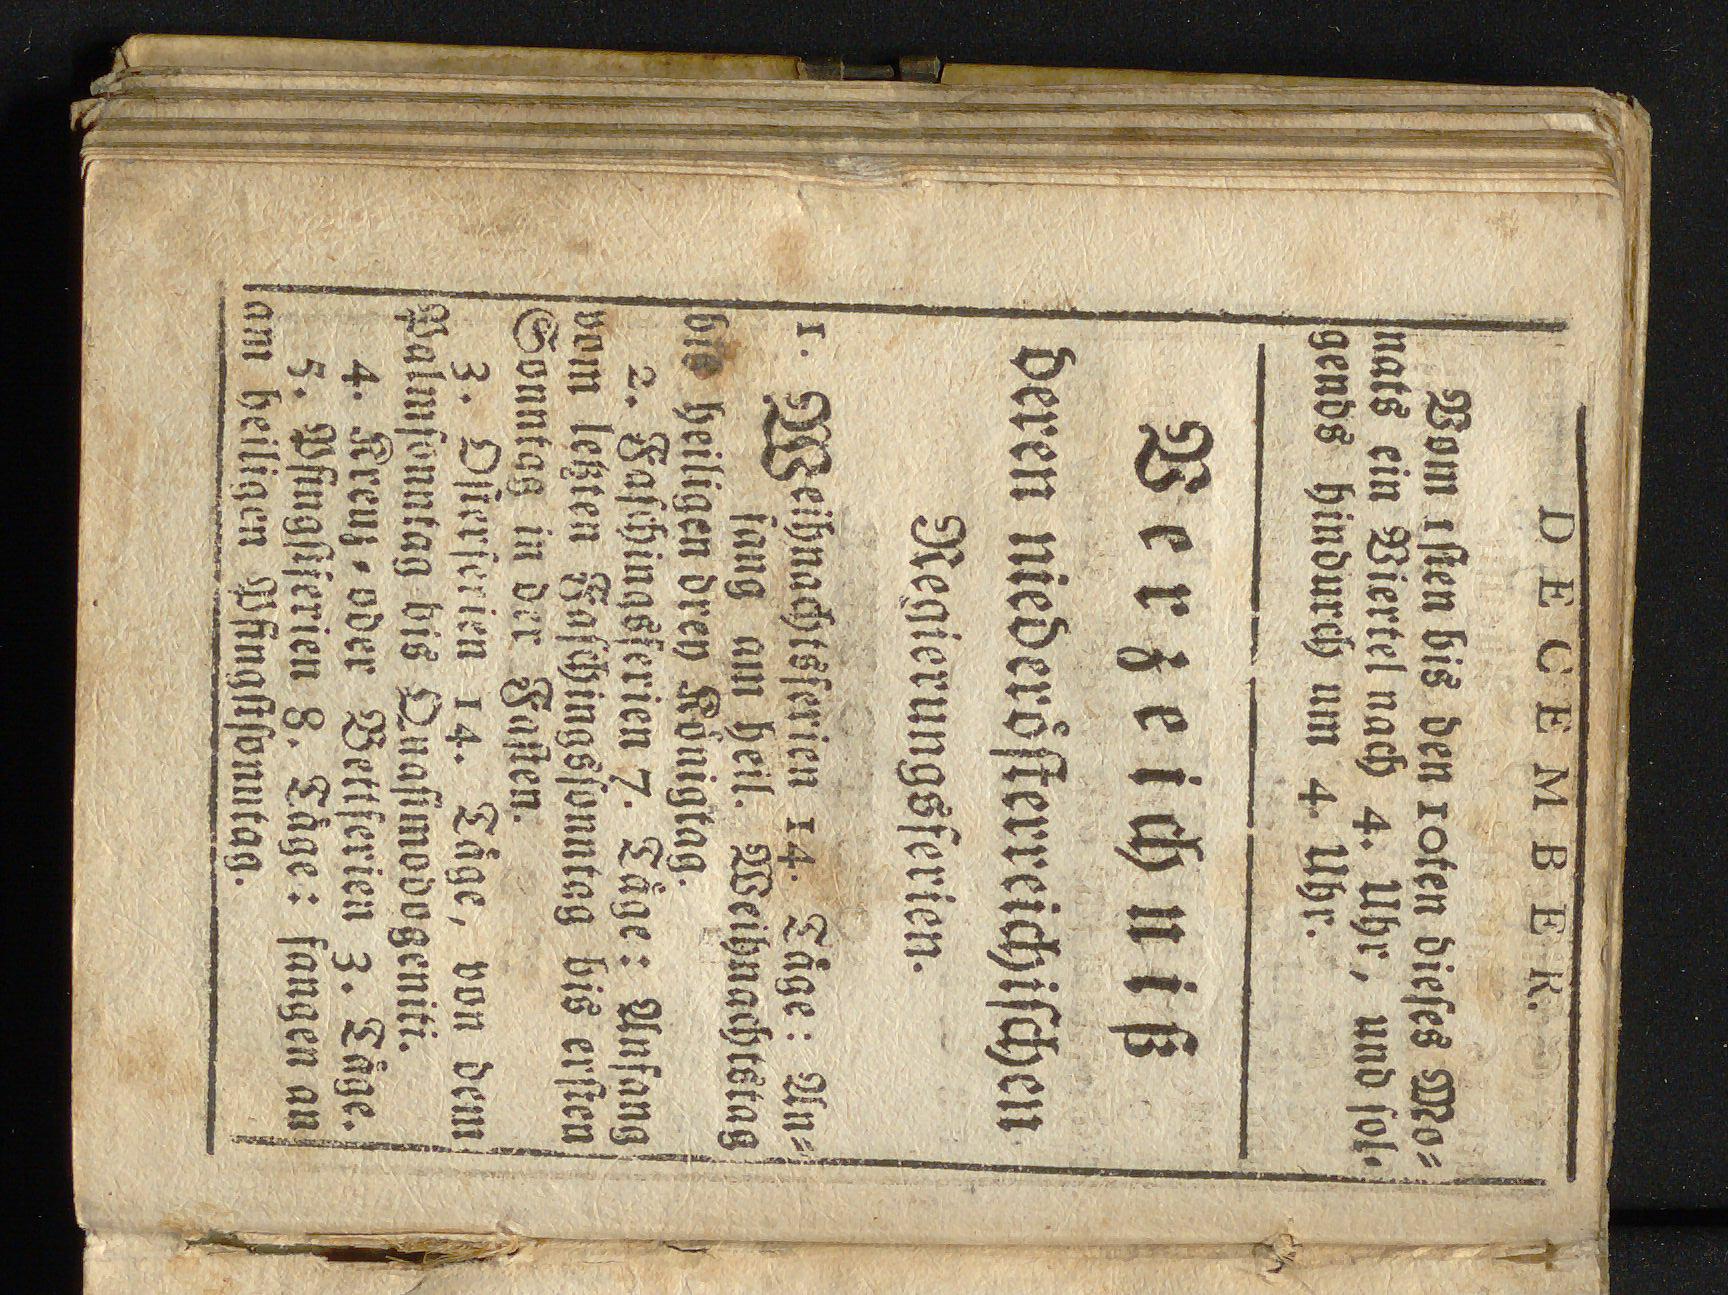 DECEMBER.
Vom 1sten bis den 10ten dieses Mo=
nats ein Viertel nach 4. Uhr, und fol=
gends hindurch um 4. Uhr.
Verzeichniß
deren niederösterreichischen
Regierungsferien.
1. Weihnachtsferien 14. Täge: An=
fang am heil. Weihnachtstag
bis heiligen drey Königtag.
2. Faschingsferien 7. Täge: Anfang
vom letzten Faschingssonntag bis ersten
Sonntag in der Fasten.
3. Osterferien 14. Täge, von dem
Palmsonntag bis Quasimodogeniti.
4. Kreuz= oder Bettferien 3. Täge.
5. Pfingstferien 8. Täge: fangen an
am heiligen Pfingstsonntag.